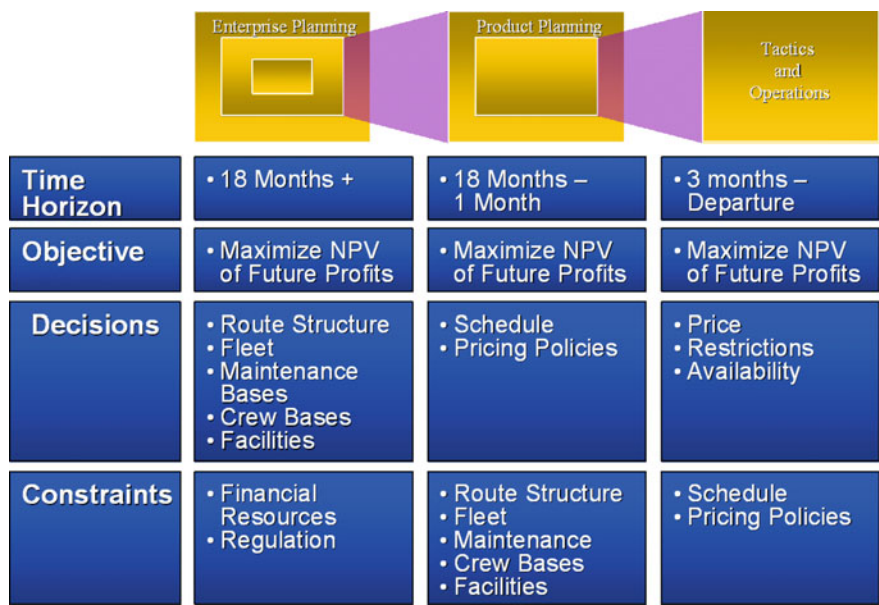 Enterprise Planning
Product Planning
Tactics
and
Operations
Time
Horizon
• 18 Months +
• 18 Months –
1 Month
• 3 months –
Departure
Objective
• Maximize NPV
of Future Profits
• Maximize NPV
of Future Profits
• Maximize NPV
of Future Profits
Decisions
• Route Structure
• Fleet
• Maintenance
Bases
• Crew Bases
• Facilities
• Schedule
• Pricing Policies
• Price
• Restrictions
• Availability
Constraints
• Financial
Resources
• Regulation
• Route Structure
• Fleet
• Maintenance
• Crew Bases
• Facilities
• Schedule
• Pricing Policies